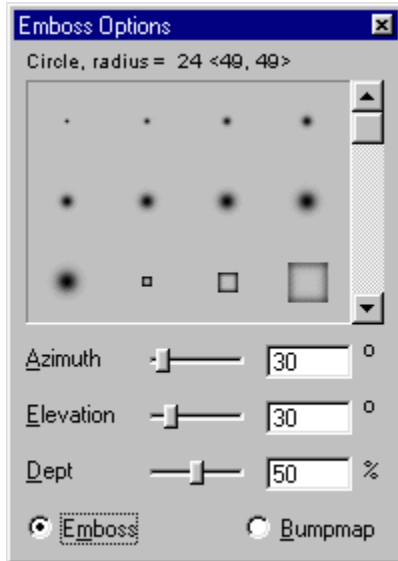 Emboss Options
Circle, radius = 24 <49, 49>
Azimuth 30 °
Elevation 30 °
Dept 50 %
Emboss Bumpmap